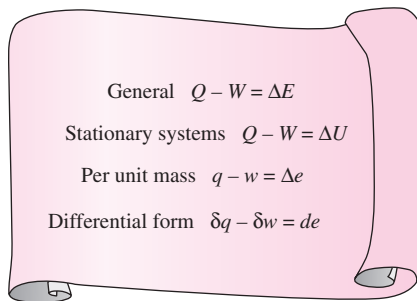 General Q – W = ΔE
Stationary systems Q – W = ΔU
Per unit mass q – w = Δe
Differential form δq – δw = de